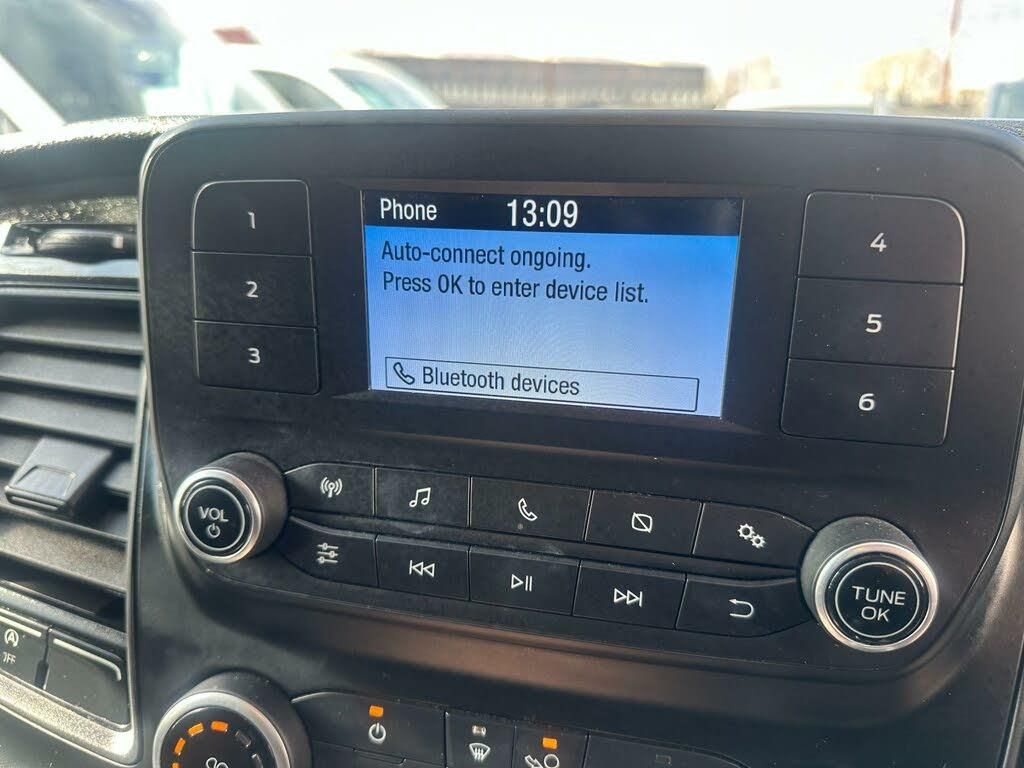 Phone 13:09
Auto-connect ongoing.
Press OK to enter device list.
Bluetooth devices
1
2
3
4
5
6
VOL
TUNE
OK
A
OFF